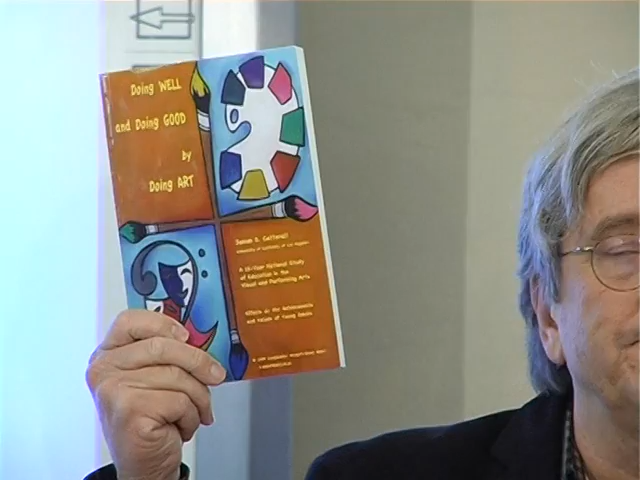 Doing WELL
and Doing GOOD
by
Doing ART
James S. Catterall
University of California at Los Angeles
A 12-Year National Study
of Education in the
Visual and Performing Arts
Effects on the Achievements
and Values of Young Adults